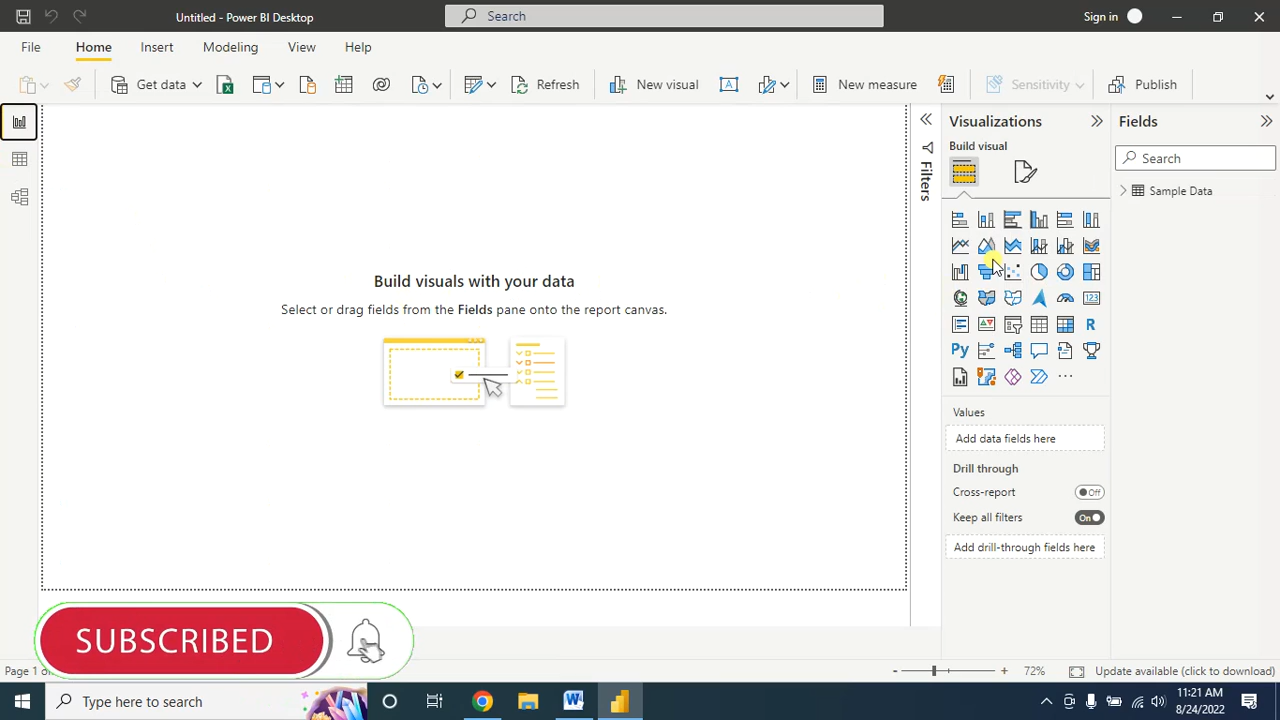 Untitled - Power BI Desktop
Search
Sign in
File
Home
Insert
Modeling
View
Help
Get data
Refresh
New visual
New measure
Sensitivity
Publish
Build visuals with your data
Select or drag fields from the Fields pane onto the report canvas.
Filters
Visualizations
Build visual
123
R
Py
Values
Add data fields here
Drill through
Cross-report
Off
Keep all filters
On
Add drill-through fields here
Fields
Search
Sample Data
SUBSCRIBED
Page 1 o
- + 72%
Update available (click to download)
Type here to search
11:21 AM
8/24/2022